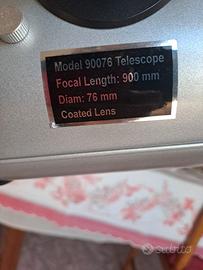 Model 90076 Telescope
Focal Length: 900 mm
Diam: 76 mm
Coated Lens
subito